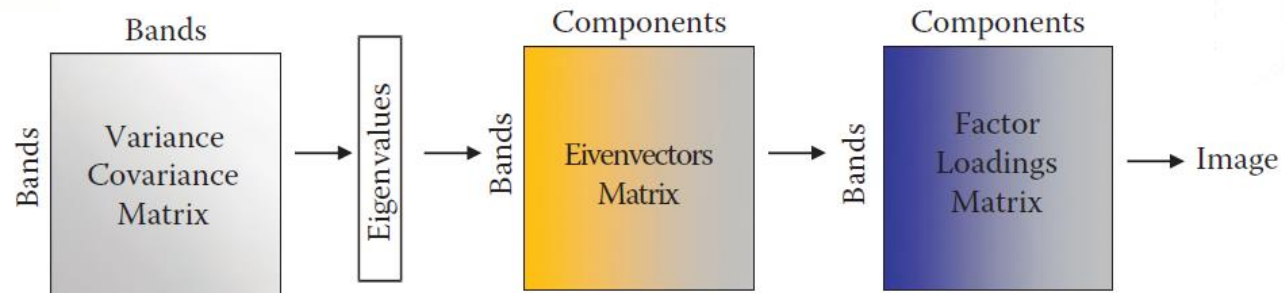 Bands
Bands
Variance
Covariance
Matrix
Eigenvalues
Components
Bands
Eivenvectors
Matrix
Components
Bands
Factor
Loadings
Matrix
Image